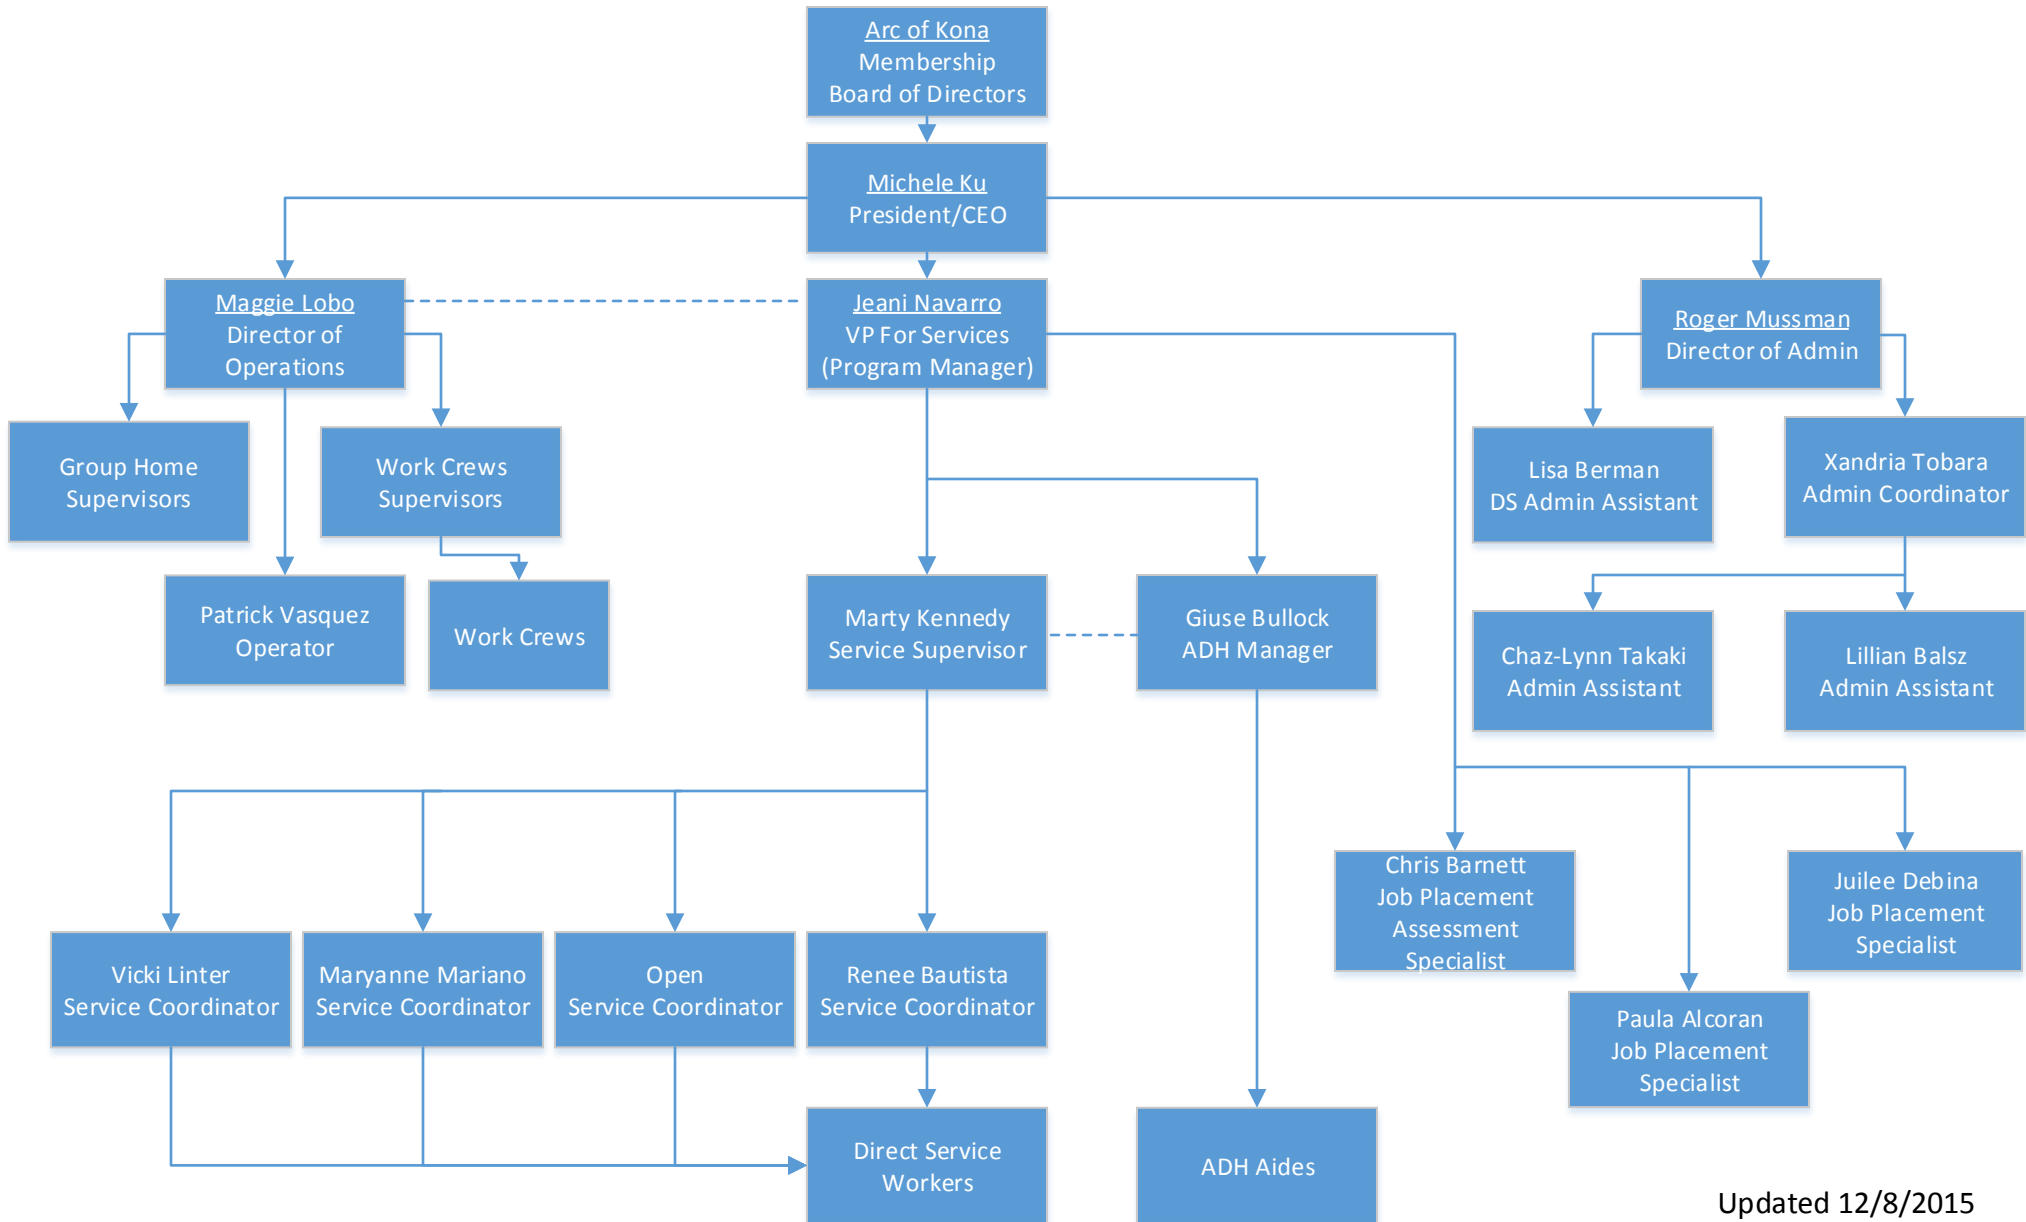 Arc of Kona
Membership
Board of Directors
Michele Ku
President/CEO
Maggie Lobo
Director of
Operations
Jeani Navarro
VP For Services
(Program Manager)
Roger Mussman
Director of Admin
Group Home
Supervisors
Work Crews
Supervisors
Lisa Berman
DS Admin Assistant
Xandria Tobara
Admin Coordinator
Patrick Vasquez
Operator
Work Crews
Marty Kennedy
Service Supervisor
Giuse Bullock
ADH Manager
Chaz-Lynn Takaki
Admin Assistant
Lillian Balsz
Admin Assistant
Chris Barnett
Job Placement
Assessment
Specialist
Juilee Debina
Job Placement
Specialist
Vicki Linter
Service Coordinator
Maryanne Mariano
Service Coordinator
Open
Service Coordinator
Renee Bautista
Service Coordinator
Paula Alcoran
Job Placement
Specialist
Direct Service
Workers
ADH Aides
Updated 12/8/2015